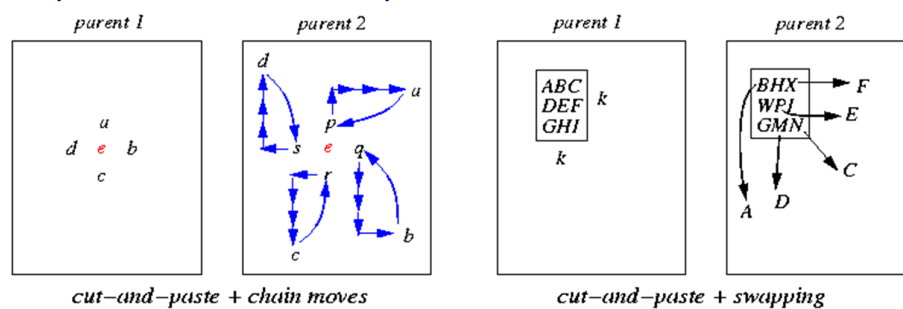 parent 1
parent 2
a
d e b
c
d
a
p
s e q
r
b
c
cut-and-paste + chain moves
parent 1
parent 2
ABC
DEF
GHI
k
k
BHX
WPJ
GMN
F
E
C
D
A
cut-and-paste + swapping